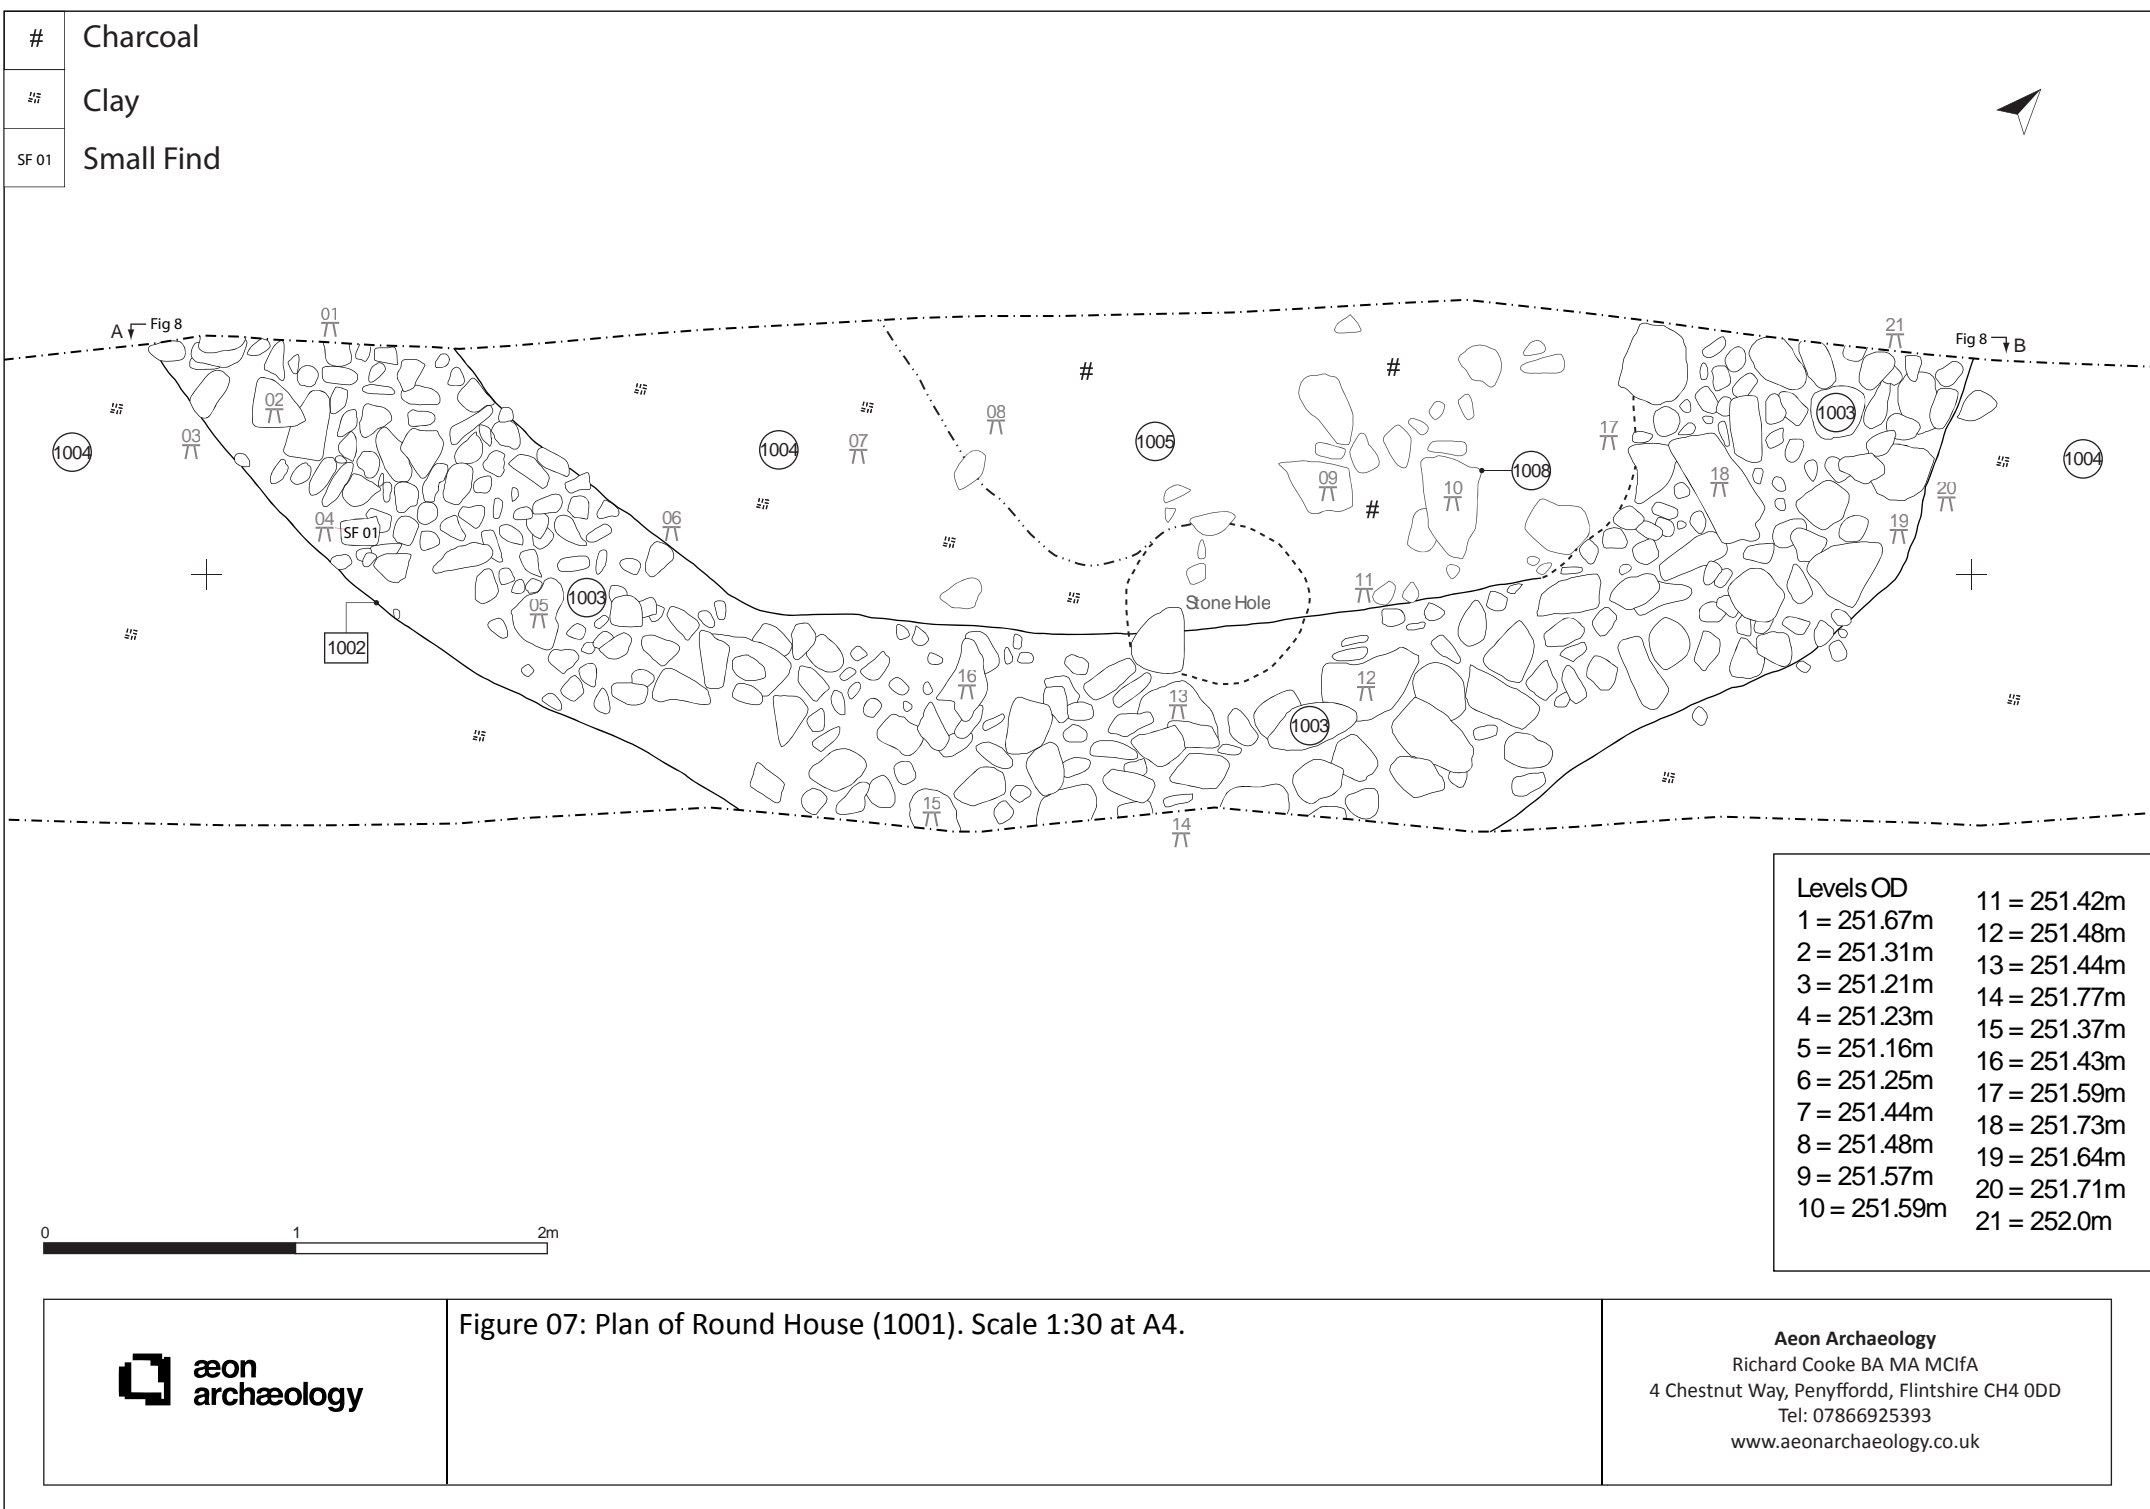 # Charcoal
Clay
SF 01 Small Find
A Fig 8
01
21
Fig 8 B
02
03
1004
04
SF 01
1004
07
08
1005
09
10
1008
17
1003
18
1004
20
19
#
#
#
06
05
1003
1002
11
Stone Hole
16
13
12
1003
15
14
Levels OD
1 = 251.67m
2 = 251.31m
3 = 251.21m
4 = 251.23m
5 = 251.16m
6 = 251.25m
7 = 251.44m
8 = 251.48m
9 = 251.57m
10 = 251.59m
11 = 251.42m
12 = 251.48m
13 = 251.44m
14 = 251.77m
15 = 251.37m
16 = 251.43m
17 = 251.59m
18 = 251.73m
19 = 251.64m
20 = 251.71m
21 = 252.0m
0 1 2m
æon
archæology
Figure 07: Plan of Round House (1001). Scale 1:30 at A4.
Aeon Archaeology
Richard Cooke BA MA MCIfA
4 Chestnut Way, Penyffordd, Flintshire CH4 0DD
Tel: 07866925393
www.aeonarchaeology.co.uk